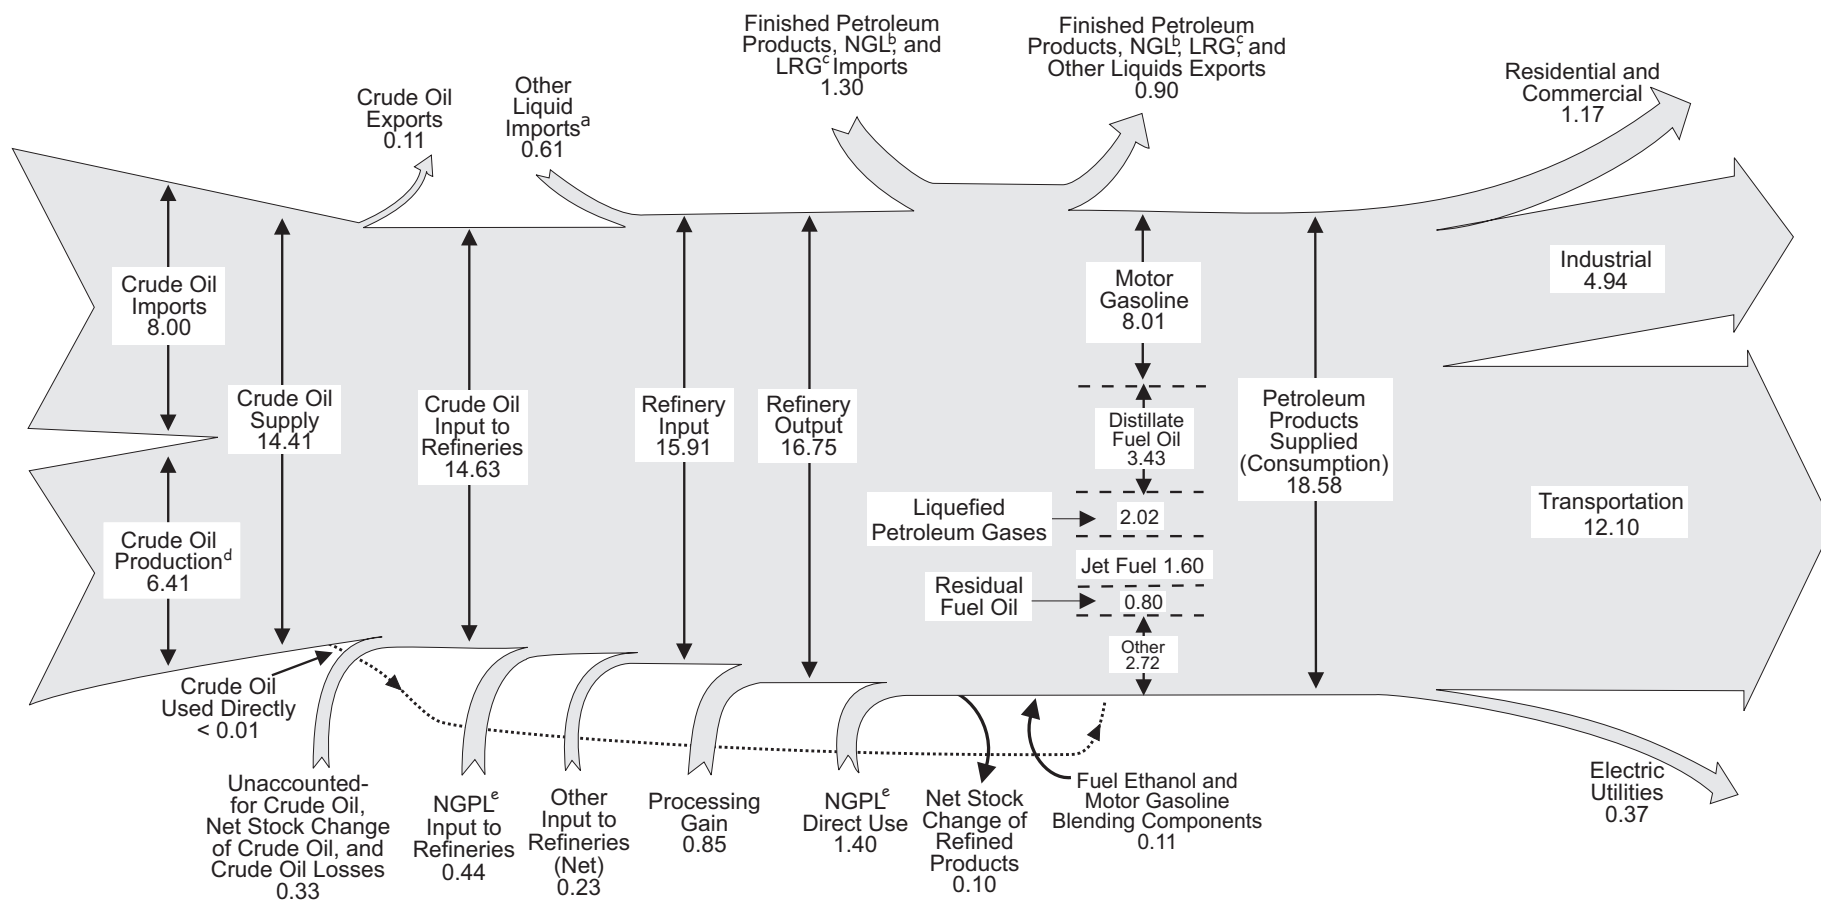 Finished Petroleum
Products, NGLᵇ, and
LRGᶜ Imports
1.30
Finished Petroleum
Products, NGLᵇ, LRGᶜ, and
Other Liquids Exports
0.90
Residential and
Commercial
1.17
Crude Oil
Exports
0.11
Other
Liquid
Importsᵃ
0.61
Crude Oil
Imports
8.00
Crude Oil
Supply
14.41
Crude Oil
Input to
Refineries
14.63
Refinery
Input
15.91
Refinery
Output
16.75
Motor
Gasoline
8.01
Distillate
Fuel Oil
3.43
Liquefied
Petroleum Gases
2.02
Jet Fuel 1.60
Residual
Fuel Oil
0.80
Other
2.72
Petroleum
Products
Supplied
(Consumption)
18.58
Industrial
4.94
Transportation
12.10
Crude Oil
Productionᵈ
6.41
Crude Oil
Used Directly
< 0.01
Unaccounted-
for Crude Oil,
Net Stock Change
of Crude Oil, and
Crude Oil Losses
0.33
NGPLᵉ
Input to
Refineries
0.44
Other
Input to
Refineries
(Net)
0.23
Processing
Gain
0.85
NGPLᵉ
Direct Use
1.40
Net Stock
Change of
Refined
Products
0.10
Fuel Ethanol and
Motor Gasoline
Blending Components
0.11
Electric
Utilities
0.37